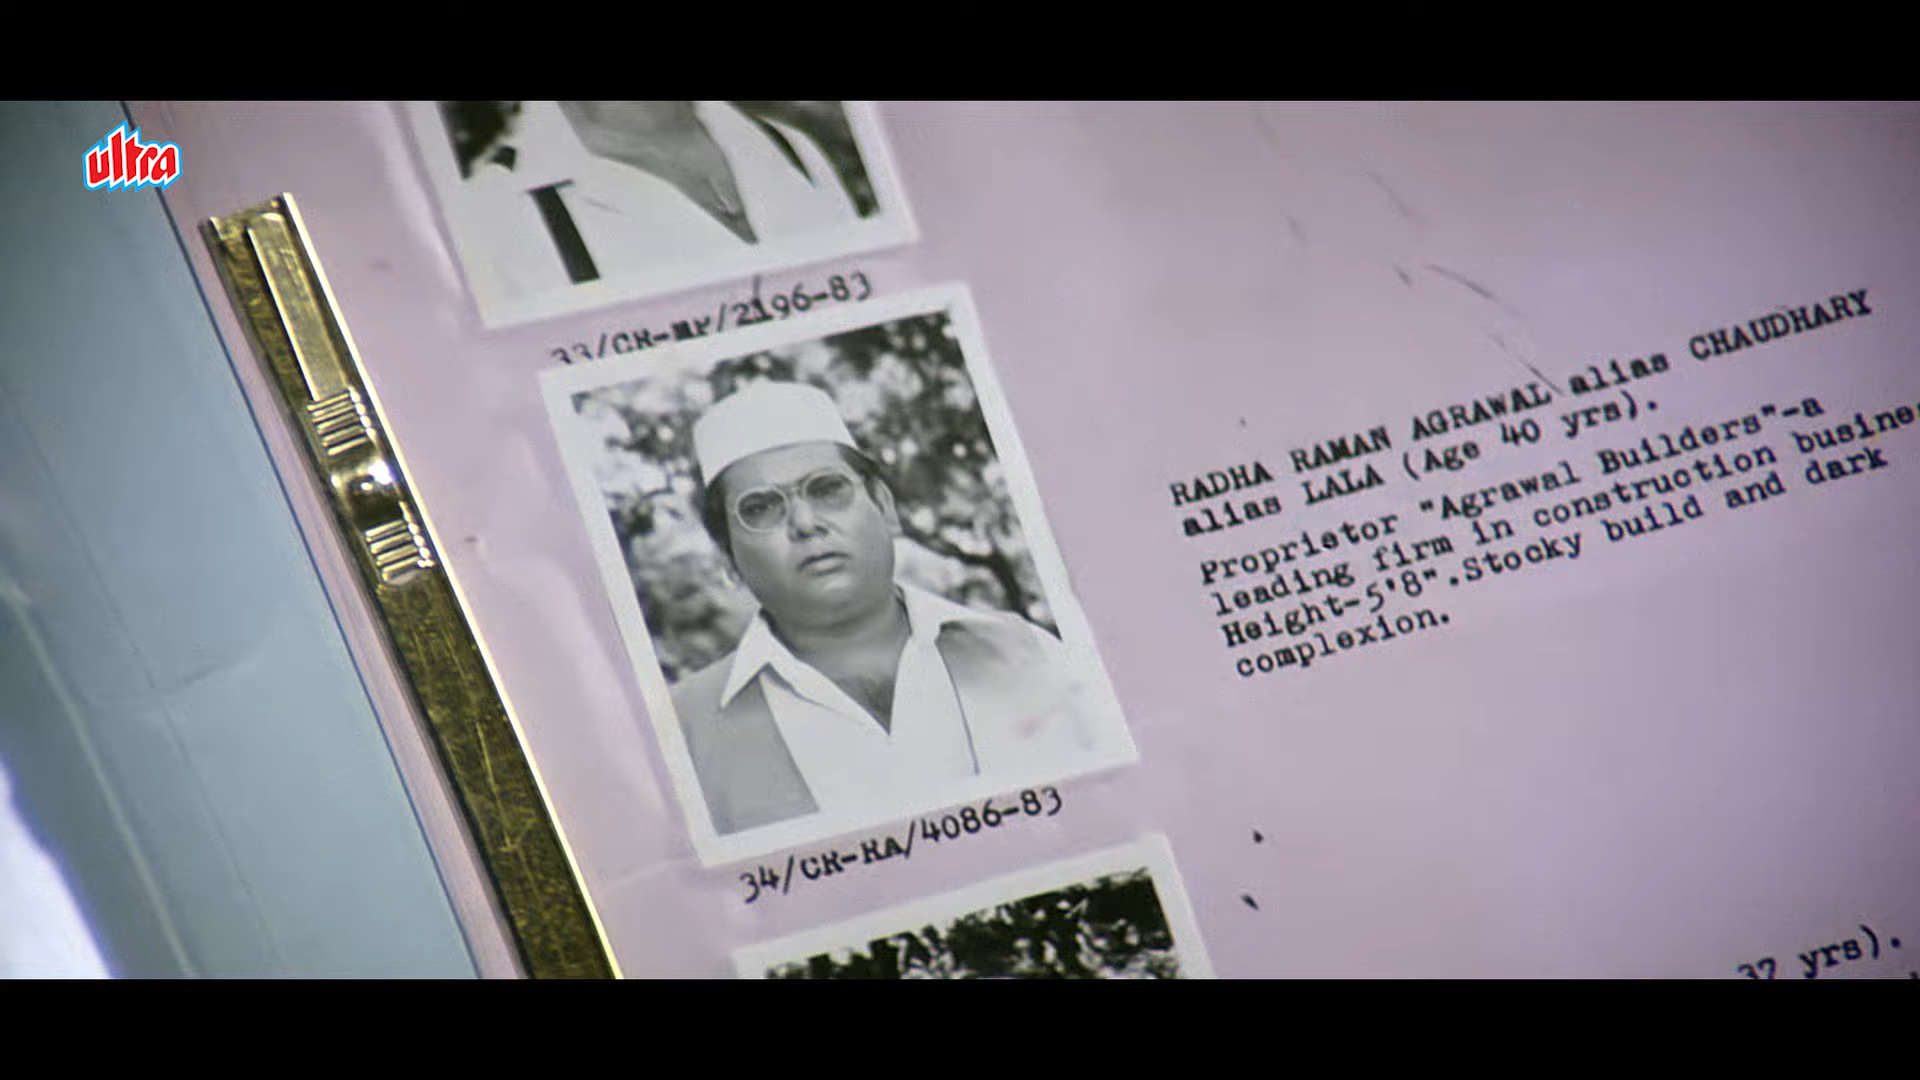 ultra
33/CR-MP/2196-83
RADHA RAMAN AGRAWAL alias CHAUDHARY
alias LALA (Age 40 yrs).
Proprietor "Agrawal Builders"-a
leading firm in construction
Height-5'8".Stocky build and dark
complexion.
34/CR-RA/4086-83
37 yrs).